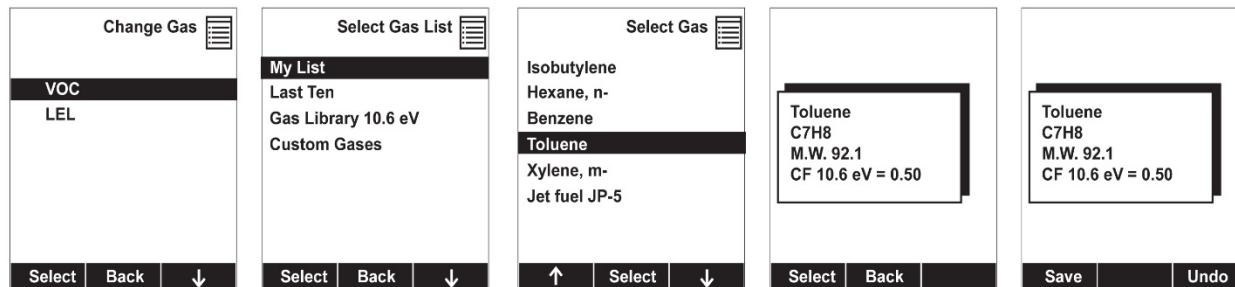 Change Gas
VOC
LEL
Select Back ↓
Select Gas List
My List
Last Ten
Gas Library 10.6 eV
Custom Gases
Select Back ↓
Select Gas
Isobutylene
Hexane, n-
Benzene
Toluene
Xylene, m-
Jet fuel JP-5
↑ Select ↓
Toluene
C7H8
M.W. 92.1
CF 10.6 eV = 0.50
Select Back
Toluene
C7H8
M.W. 92.1
CF 10.6 eV = 0.50
Save Undo